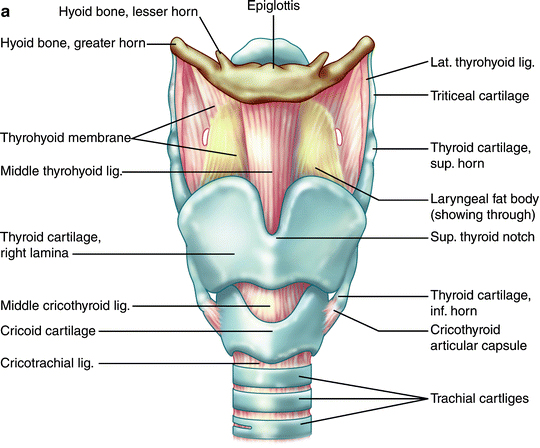 a
Hyoid bone, lesser horn
Epiglottis
Hyoid bone, greater horn
Lat. thyrohyoid lig.
Triticeal cartilage
Thyrohyoid membrane
Thyroid cartilage,
sup. horn
Middle thyrohyoid lig.
Laryngeal fat body
(showing through)
Thyroid cartilage,
right lamina
Sup. thyroid notch
Middle cricothyroid lig.
Thyroid cartilage,
inf. horn
Cricoid cartilage
Cricothyroid
articular capsule
Cricotrachial lig.
Trachial cartliges